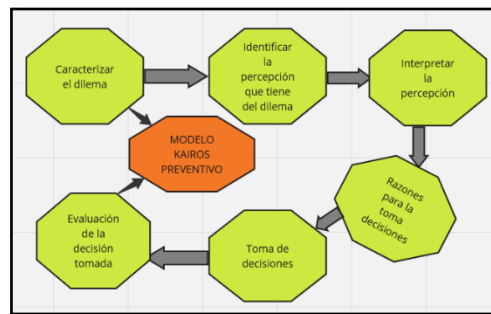 Caracterizar
el dilema
Identificar
la
percepción
que tiene
del dilema
Interpretar
la
percepción
Razones
para la
toma
decisiones
Toma de
decisiones
Evaluación
de la
decisión
tomada
MODELO
KAIROS
PREVENTIVO